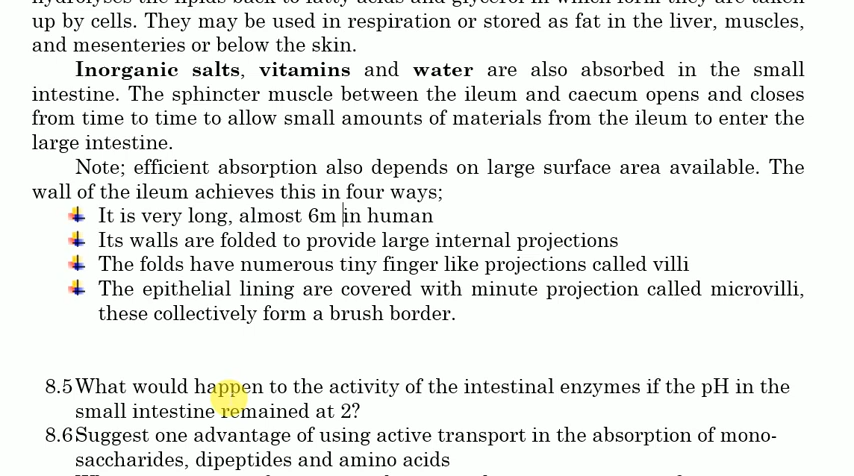 up by cells. They may be used in respiration or stored as fat in the liver, muscles,
and mesenteries or below the skin.
Inorganic salts, vitamins and water are also absorbed in the small
intestine. The sphincter muscle between the ileum and caecum opens and closes
from time to time to allow small amounts of materials from the ileum to enter the
large intestine.
Note; efficient absorption also depends on large surface area available. The
wall of the ileum achieves this in four ways;
It is very long, almost 6m in human
Its walls are folded to provide large internal projections
The folds have numerous tiny finger like projections called villi
The epithelial lining are covered with minute projection called microvilli,
these collectively form a brush border.
8.5 What would happen to the activity of the intestinal enzymes if the pH in the
small intestine remained at 2?
8.6 Suggest one advantage of using active transport in the absorption of mono-
saccharides, dipeptides and amino acids